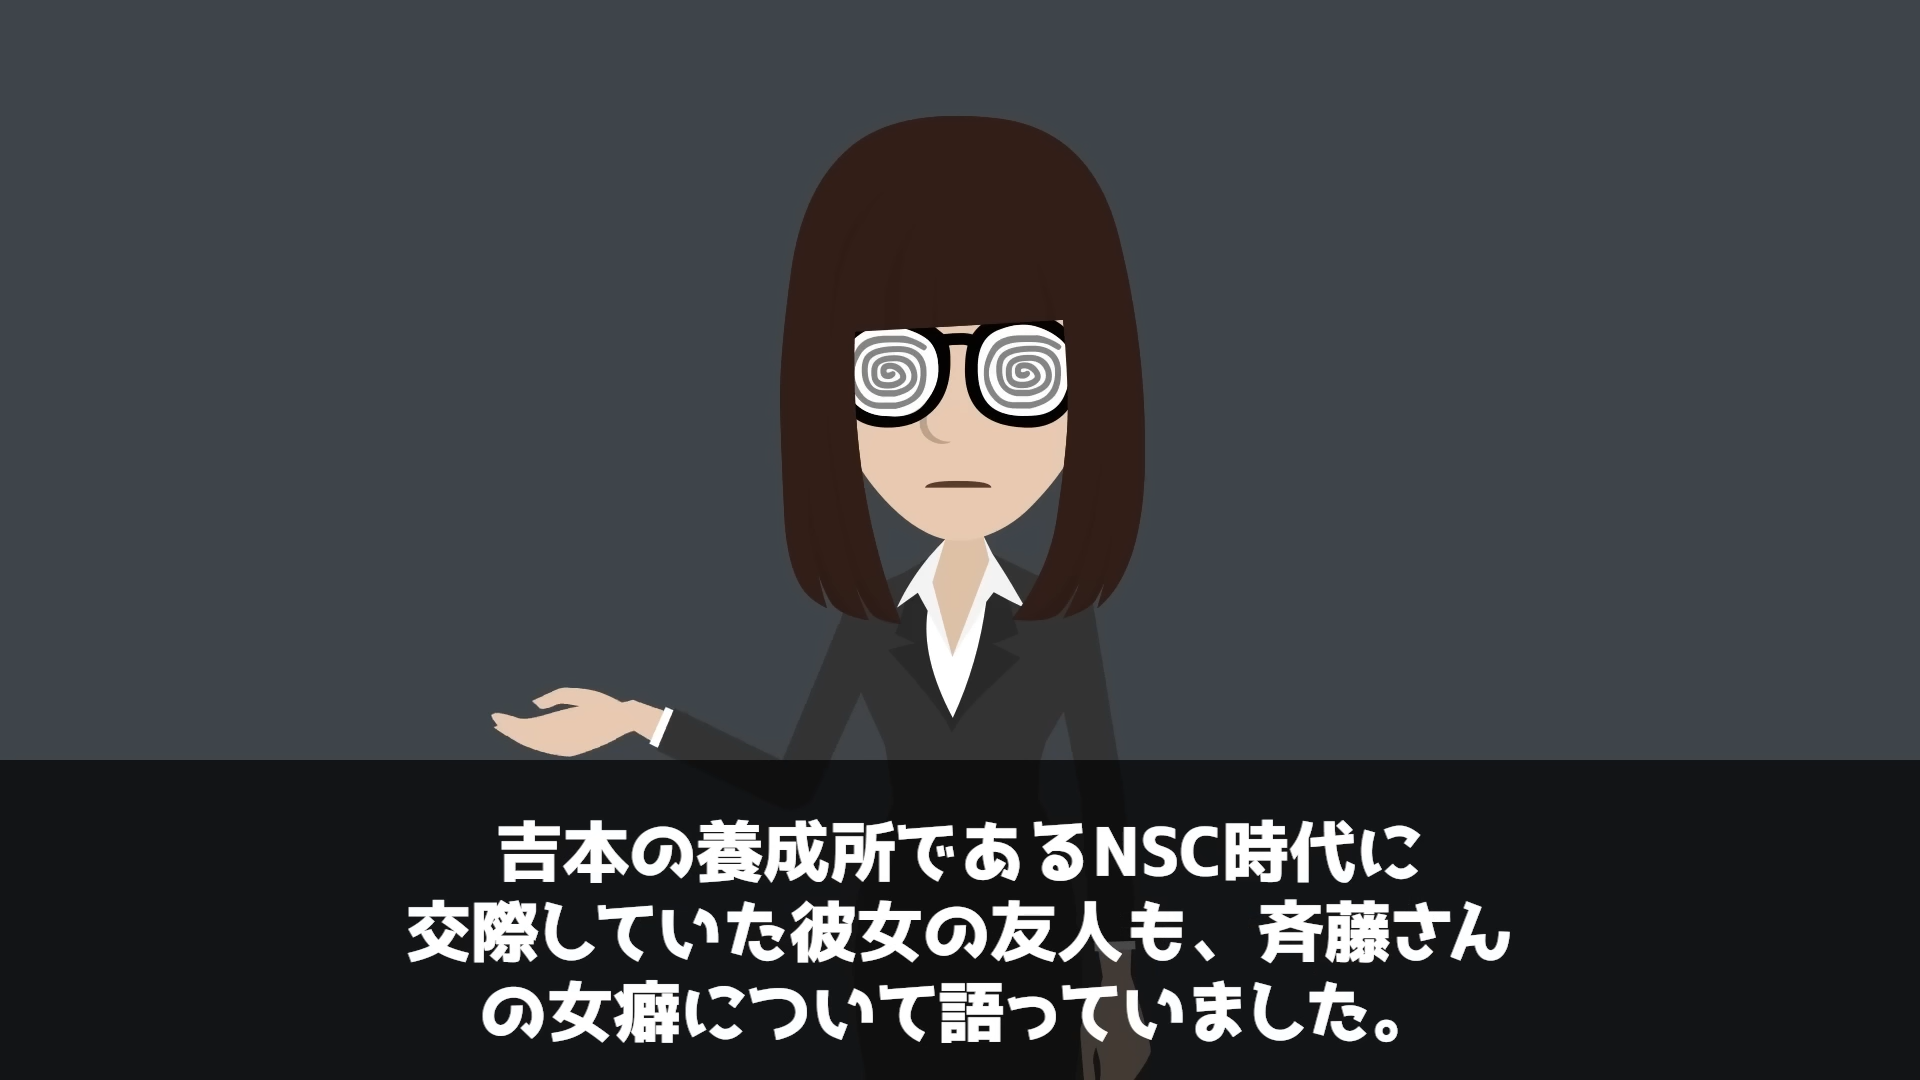 吉本の養成所であるNSC時代に
交際していた彼女の友人も、斉藤さん
の女癖について語っていました。